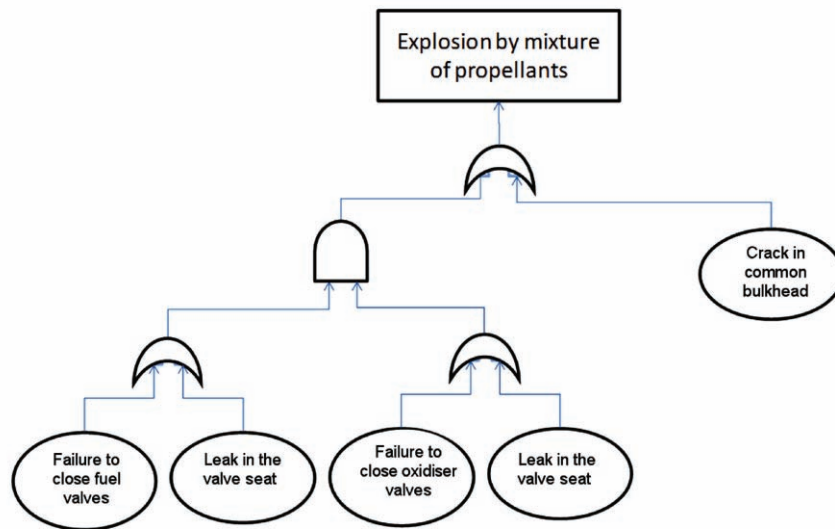 Explosion by mixture
of propellants
Crack in
common
bulkhead
Failure to
close fuel
valves
Leak in the
valve seat
Failure to
close oxidiser
valves
Leak in the
valve seat